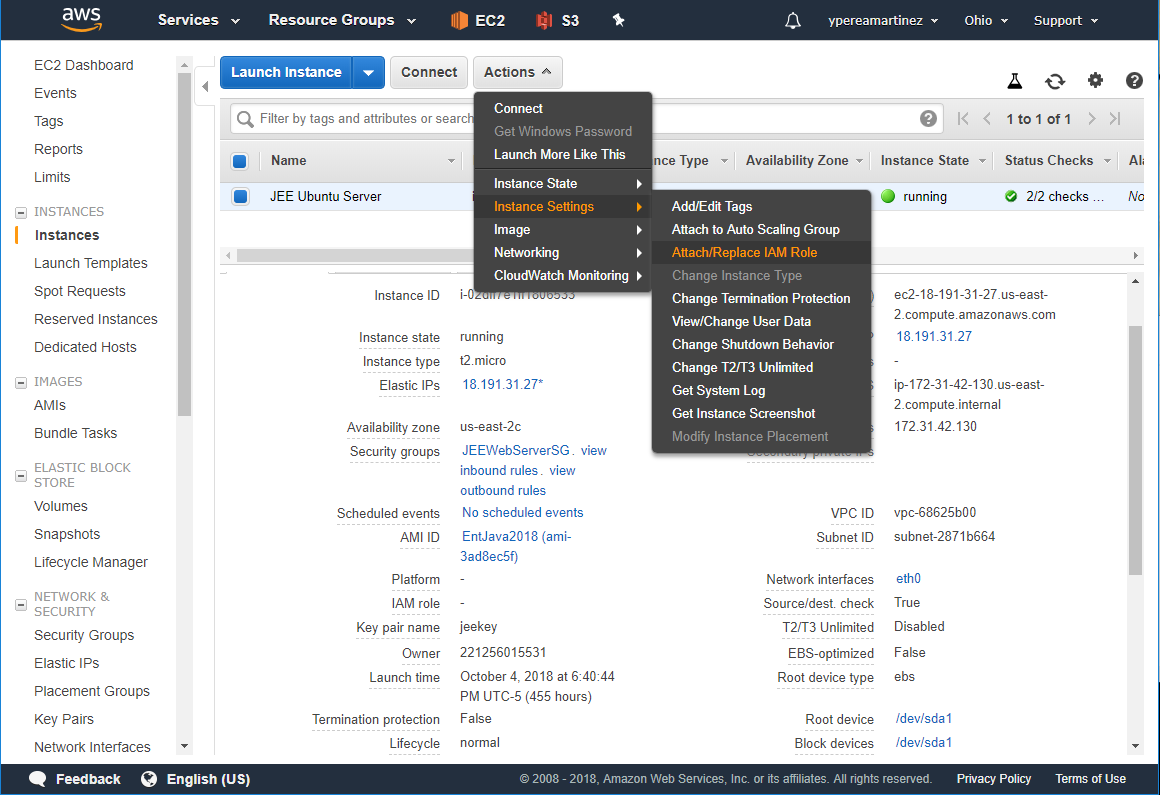 aws
Services
Resource Groups
EC2
S3
ypereamartinez
Ohio
Support
EC2 Dashboard
Events
Tags
Reports
Limits
INSTANCES
Instances
Launch Templates
Spot Requests
Reserved Instances
Dedicated Hosts
IMAGES
AMIs
Bundle Tasks
ELASTIC BLOCK
STORE
Volumes
Snapshots
Lifecycle Manager
NETWORK &
SECURITY
Security Groups
Elastic IPs
Placement Groups
Key Pairs
Network Interfaces
Launch Instance
Connect
Actions
Filter by tags and attributes or search
1 to 1 of 1
Name
Type
Availability Zone
Instance State
Status Checks
JEE Ubuntu Server
running
2/2 checks ...
No
Connect
Get Windows Password
Launch More Like This
Instance State
Instance Settings
Image
Networking
CloudWatch Monitoring
Add/Edit Tags
Attach to Auto Scaling Group
Attach/Replace IAM Role
Change Instance Type
Change Termination Protection
View/Change User Data
Change Shutdown Behavior
Change T2/T3 Unlimited
Get System Log
Get Instance Screenshot
Modify Instance Placement
Instance ID
Instance state running
Instance type t2.micro
Elastic IPs 18.191.31.27*
Availability zone us-east-2c
Security groups JEEWebServerSG . view
inbound rules . view
outbound rules
Scheduled events No scheduled events
AMI ID EntJava2018 (ami-
3ad8ec5f)
Platform -
IAM role -
Key pair name jeekey
Owner 221256015531
Launch time October 4, 2018 at 6:40:44
PM UTC-5 (455 hours)
Termination protection False
Lifecycle normal
ec2-18-191-31-27.us-east-
2.compute.amazonaws.com
18.191.31.27
-
ip-172-31-42-130.us-east-
2.compute.internal
172.31.42.130
Secondary private IPs
VPC ID vpc-68625b00
Subnet ID subnet-2871b664
Network interfaces eth0
Source/dest. check True
T2/T3 Unlimited Disabled
EBS-optimized False
Root device type ebs
Root device /dev/sda1
Block devices /dev/sda1
Feedback
English (US)
© 2008 - 2018, Amazon Web Services, Inc. or its affiliates. All rights reserved.
Privacy Policy
Terms of Use